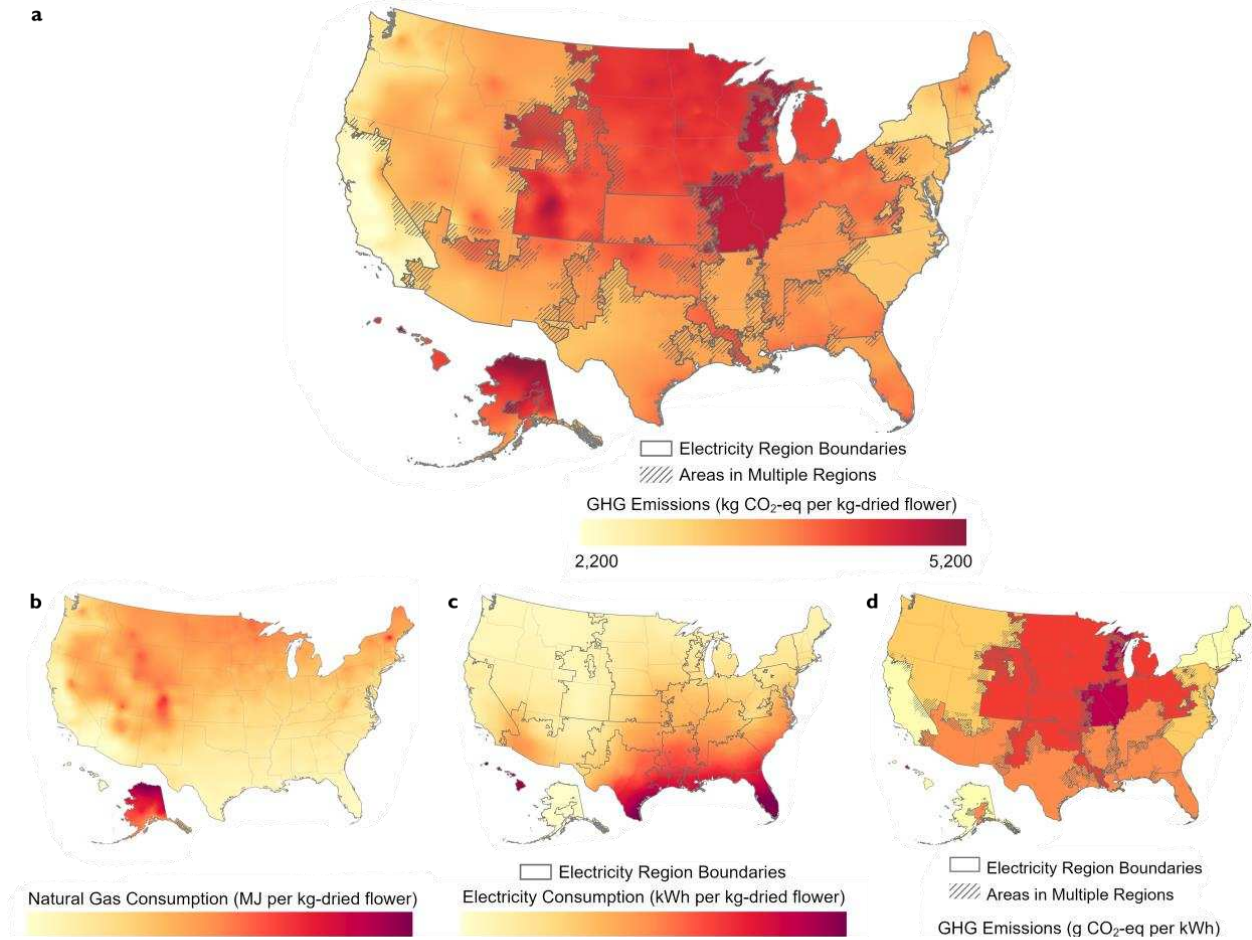 a
Electricity Region Boundaries
Areas in Multiple Regions
GHG Emissions (kg CO₂-eq per kg-dried flower)
2,200 5,200
b
c
d
Electricity Region Boundaries
Natural Gas Consumption (MJ per kg-dried flower)
Electricity Consumption (kWh per kg-dried flower)
Electricity Region Boundaries
Areas in Multiple Regions
GHG Emissions (g CO₂-eq per kWh)